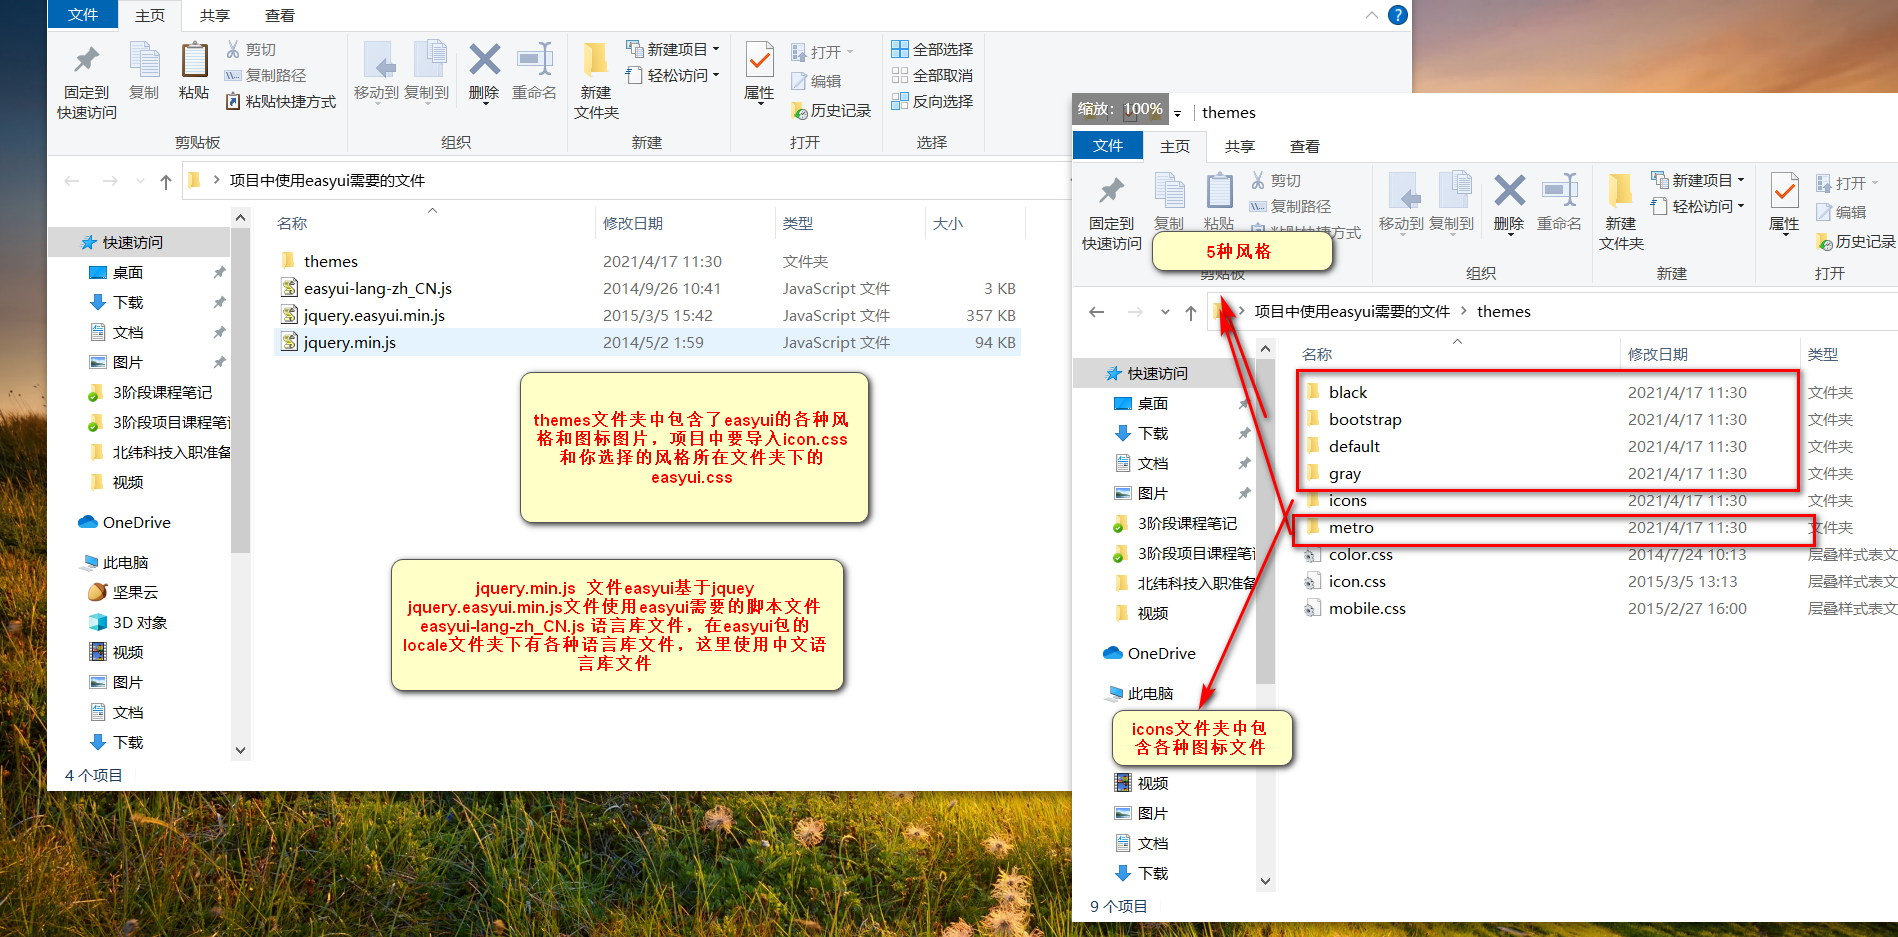 文件
主页
共享
查看
固定到
快速访问
复制
粘贴
剪切
复制路径
粘贴快捷方式
剪贴板
移动到
复制到
删除
重命名
组织
新建
文件夹
新建项目
轻松访问
新建
属性
打开
编辑
历史记录
打开
全部选择
全部取消
反向选择
选择
项目中使用easyui需要的文件
名称
修改日期
类型
大小
themes 2021/4/17 11:30 文件夹
easyui-lang-zh_CN.js 2014/9/26 10:41 JavaScript 文件 3 KB
jquery.easyui.min.js 2015/3/5 15:42 JavaScript 文件 357 KB
jquery.min.js 2014/5/2 1:59 JavaScript 文件 94 KB
快速访问
桌面
下载
文档
图片
3阶段课程笔记
3阶段项目课程笔
北纬科技入职准备
视频
OneDrive
此电脑
坚果云
3D 对象
视频
图片
文档
下载
4 个项目
themes文件夹中包含了easyui的各种风
格和图标图片，项目中要导入icon.css
和你选择的风格所在文件夹下的
easyui.css
jquery.min.js 文件easyui基于jquey
jquery.easyui.min.js文件使用easyui需要的脚本文件
easyui-lang-zh_CN.js 语言库文件，在easyui包的
locale文件夹下有各种语言库文件，这里使用中文语
言库文件
缩放：100%
themes
文件
主页
共享
查看
固定到
快速访问
复制
粘贴
剪切
复制路径
粘贴快捷方式
剪贴板
5种风格
移动到
复制到
删除
重命名
组织
新建
文件夹
新建项目
轻松访问
新建
属性
打开
编辑
历史记录
打开
项目中使用easyui需要的文件
themes
名称
修改日期
类型
black 2021/4/17 11:30 文件夹
bootstrap 2021/4/17 11:30 文件夹
default 2021/4/17 11:30 文件夹
gray 2021/4/17 11:30 文件夹
icons 2021/4/17 11:30 文件夹
metro 2021/4/17 11:30 文件夹
color.css 2014/7/24 10:13 层叠样式表文
icon.css 2015/3/5 13:13 层叠样式表文
mobile.css 2015/2/27 16:00 层叠样式表文
快速访问
桌面
下载
文档
图片
3阶段课程笔记
3阶段项目课程笔
北纬科技入职准备
视频
OneDrive
此电脑
icons文件夹中包
含各种图标文件
视频
图片
文档
下载
9 个项目